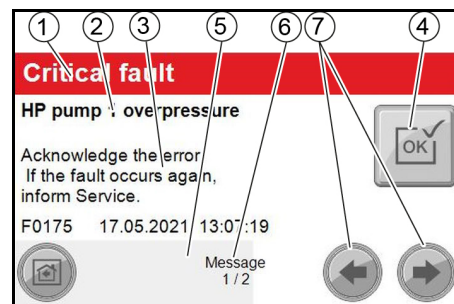 1 2 3 5 6 7 4
Critical fault
HP pump 1 overpressure
OK
Acknowledge the error
If the fault occurs again,
inform Service.
F0175 17.05.2021 13:07:19
Message
1 / 2